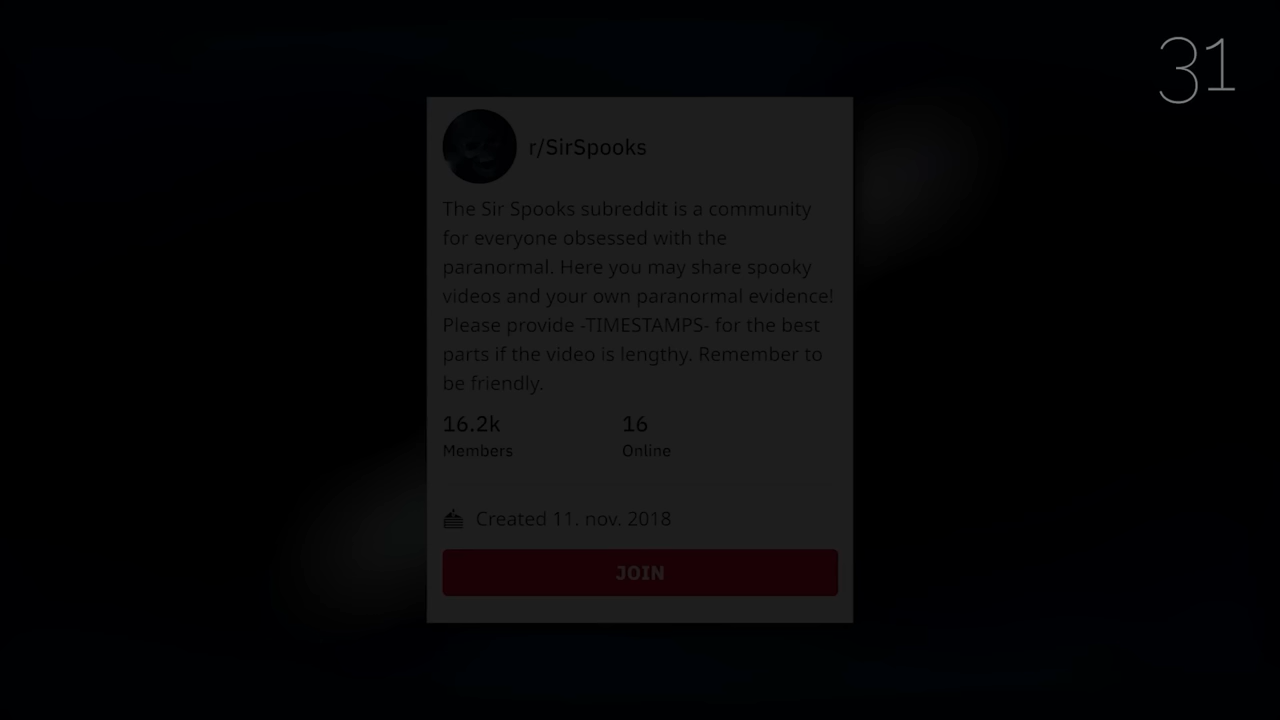 31
r/SirSpooks
The Sir Spooks subreddit is a community
for everyone obsessed with the
paranormal. Here you may share spooky
videos and your own paranormal evidence!
Please provide -TIMESTAMPS- for the best
parts if the video is lengthy. Remember to
be friendly.
16.2k 16
Members Online
Created 11. nov. 2018
JOIN